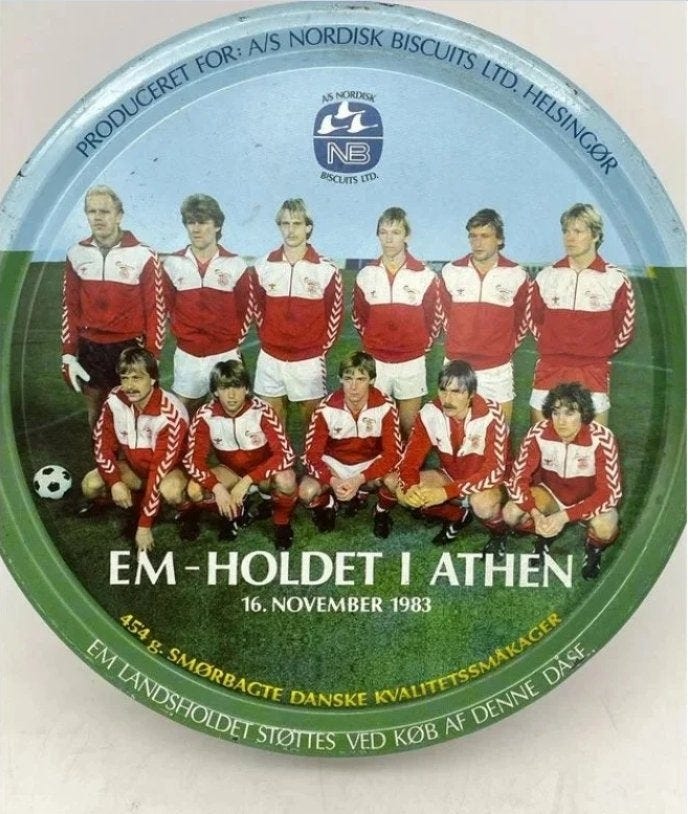 PRODUCERET FOR: A/S NORDISK BISCUITS LTD. HELSINGØR
A/S NORDISK
NB
BISCUITS LTD.
EM-HOLDET I ATHEN
16. NOVEMBER 1983
454 g. SMØRBAGTE DANSKE KVALITETSSMÅKAGER
EM LANDSHOLDET STØTTES VED KØB AF DENNE DÅSE.